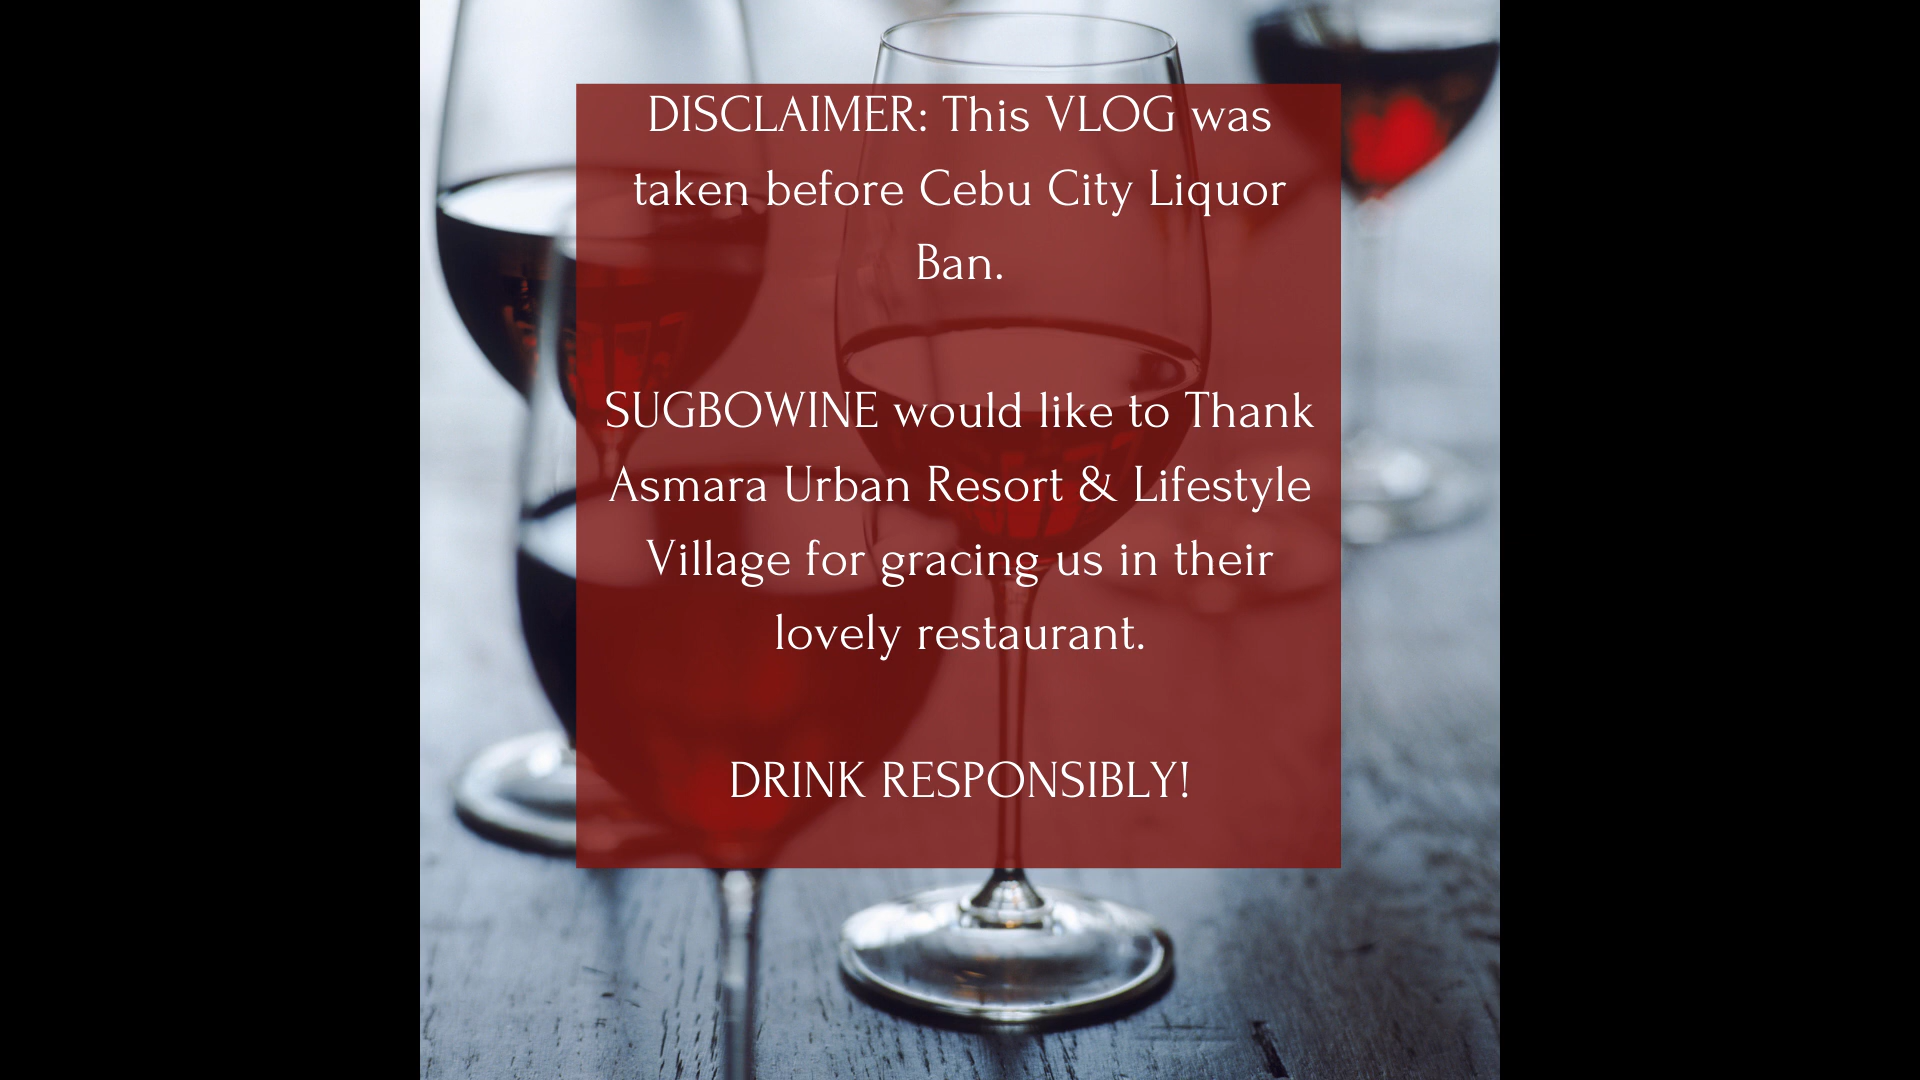 DISCLAIMER: This VLOG was
taken before Cebu City Liquor
Ban.
SUGBOWINE would like to Thank
Asmara Urban Resort & Lifestyle
Village for gracing us in their
lovely restaurant.
DRINK RESPONSIBLY!